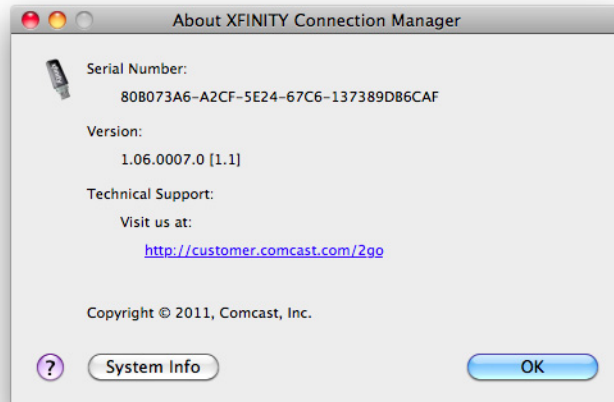 About XFINITY Connection Manager
Serial Number:
80B073A6-A2CF-5E24-67C6-137389DB6CAF
Version:
1.06.0007.0 [1.1]
Technical Support:
Visit us at:
http://customer.comcast.com/2go
Copyright © 2011, Comcast, Inc.
? System Info OK